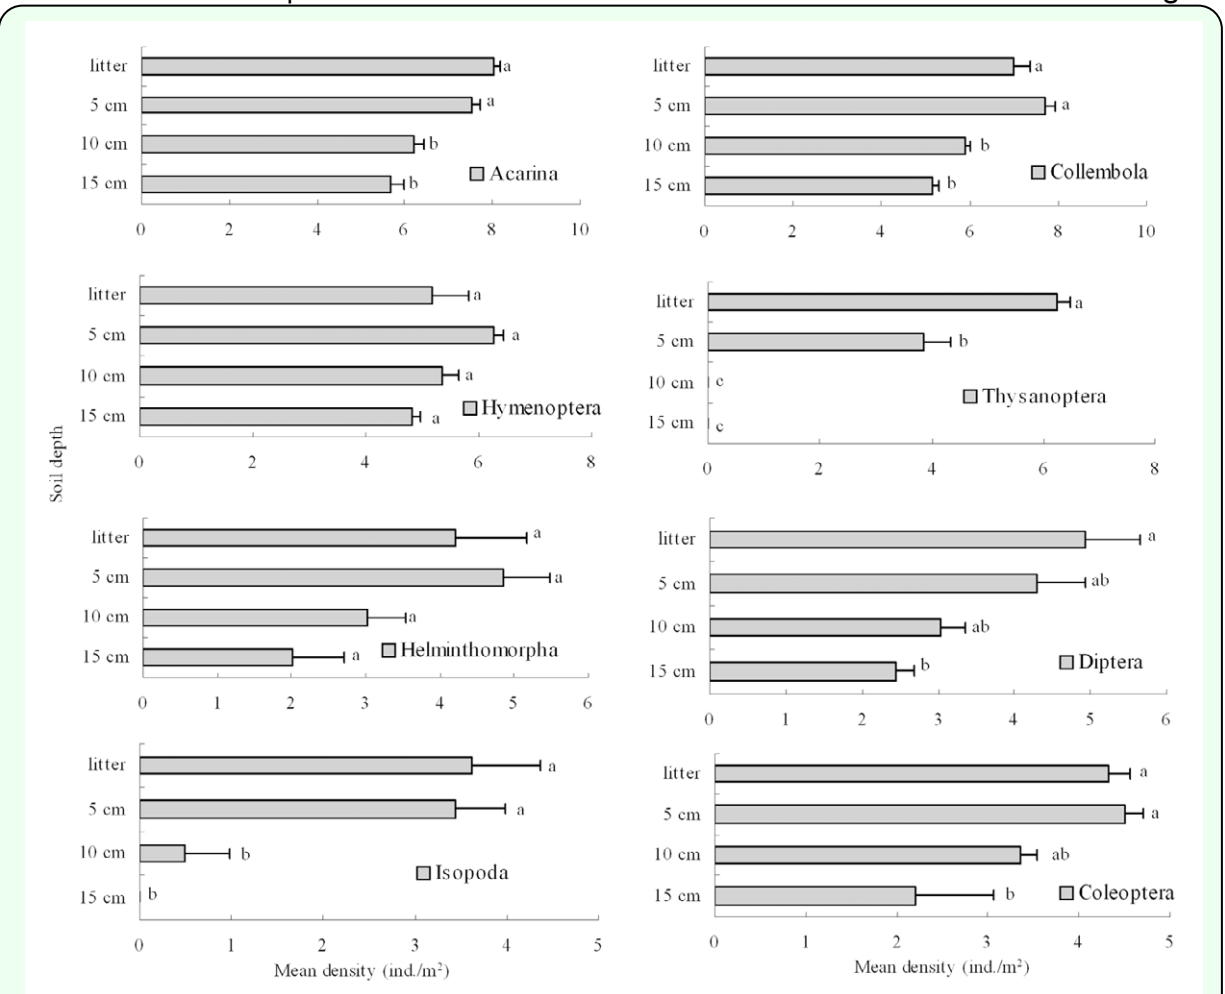 litter a
5 cm a
10 cm b
15 cm b
Acarina
0 2 4 6 8 10
litter a
5 cm a
10 cm b
15 cm b
Collembola
0 2 4 6 8 10
litter a
5 cm a
10 cm a
15 cm a
Hymenoptera
0 2 4 6 8
litter a
5 cm b
10 cm c
15 cm c
Thysanoptera
0 2 4 6 8
Soil depth
litter a
5 cm a
10 cm a
15 cm a
Helminthomorpha
0 1 2 3 4 5 6
litter a
5 cm ab
10 cm ab
15 cm b
Diptera
0 1 2 3 4 5 6
litter a
5 cm a
10 cm b
15 cm b
Isopoda
0 1 2 3 4 5
Mean density (ind./m²)
litter a
5 cm a
10 cm ab
15 cm b
Coleoptera
0 1 2 3 4 5
Mean density (ind./m²)